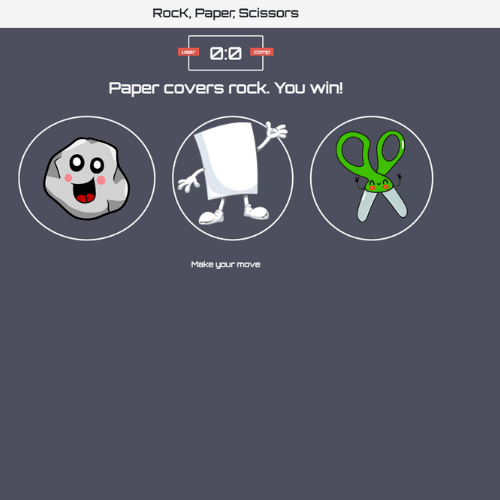 RocK, Paper, Scissors
user 0:0 comp
Paper covers rock. You win!
Make your move